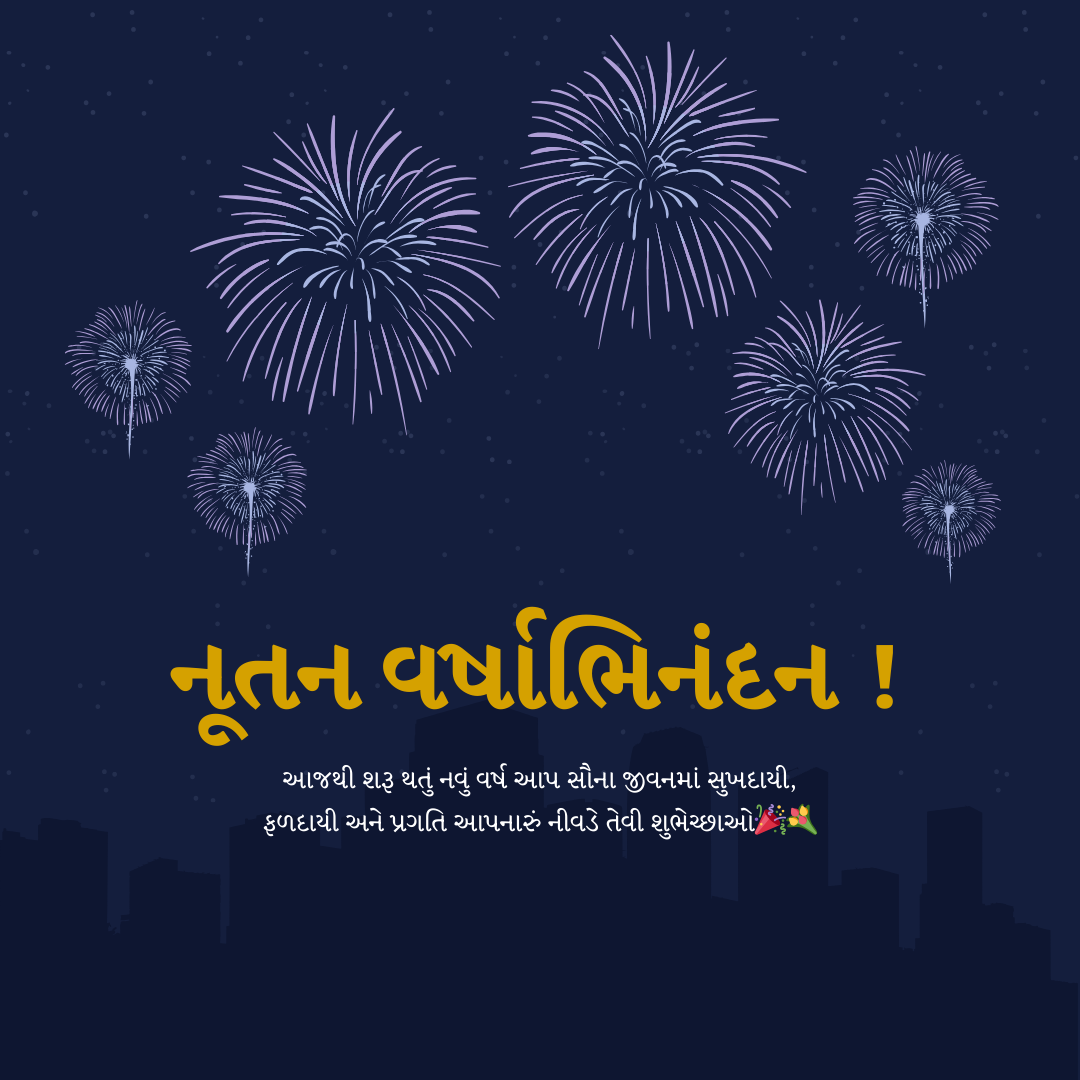 નૂતન વર્ષાભિનંદન !
આજથી શરૂ થતું નવું વર્ષ આપ સૌના જીવનમાં સુખદાયી,
ફળદાયી અને પ્રગતિ આપનારું નીવડે તેવી શુભેચ્છાઓ🎉💐